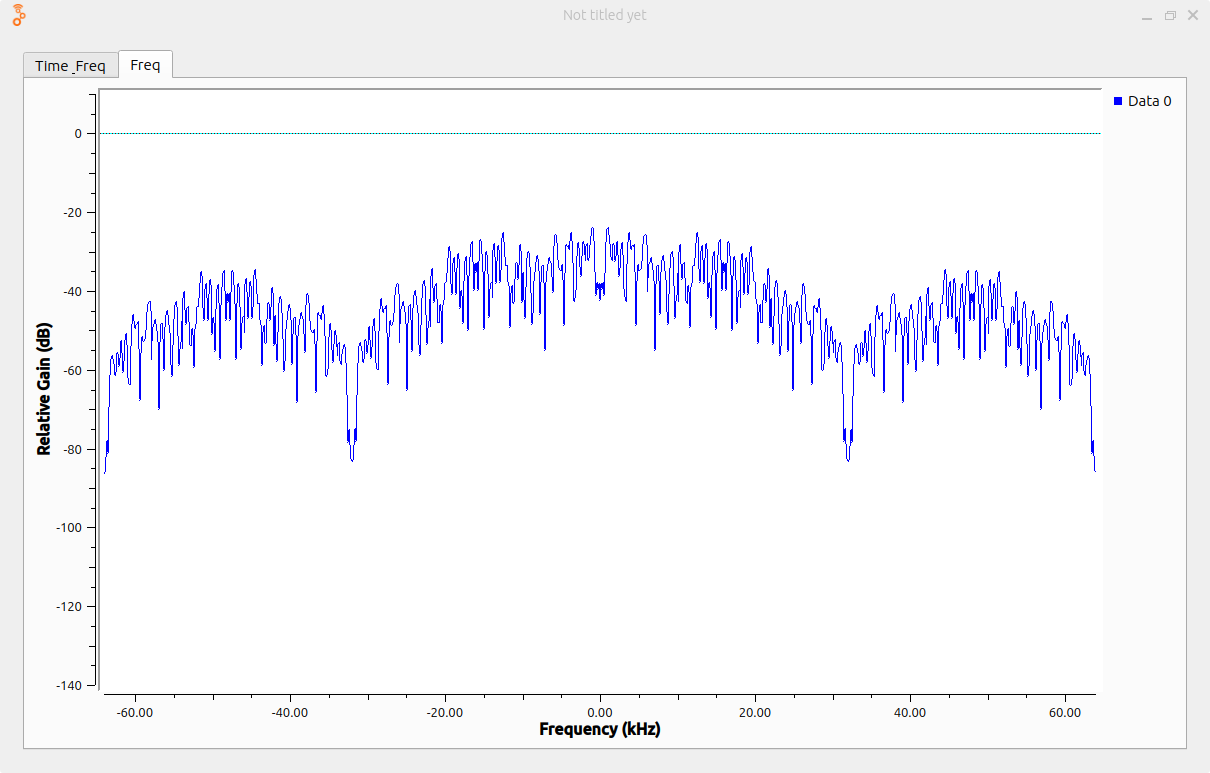 Not titled yet
TIme_Freq
Freq
Data 0
0
-20
-40
-60
-80
-100
-120
-140
Relative Gain (dB)
-60.00 -40.00 -20.00 0.00 20.00 40.00 60.00
Frequency (kHz)